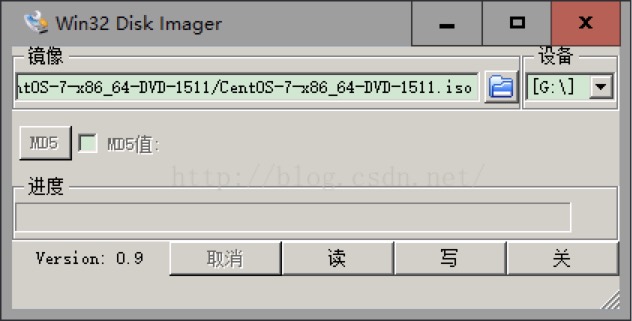 Win32 Disk Imager
镜像
设备
ntOS-7-x86_64-DVD-1511/CentOS-7-x86_64-DVD-1511.iso
[G:\]
MD5
MD5值:
http://blog.csdn.net/
进度
Version: 0.9
取消
读
写
关